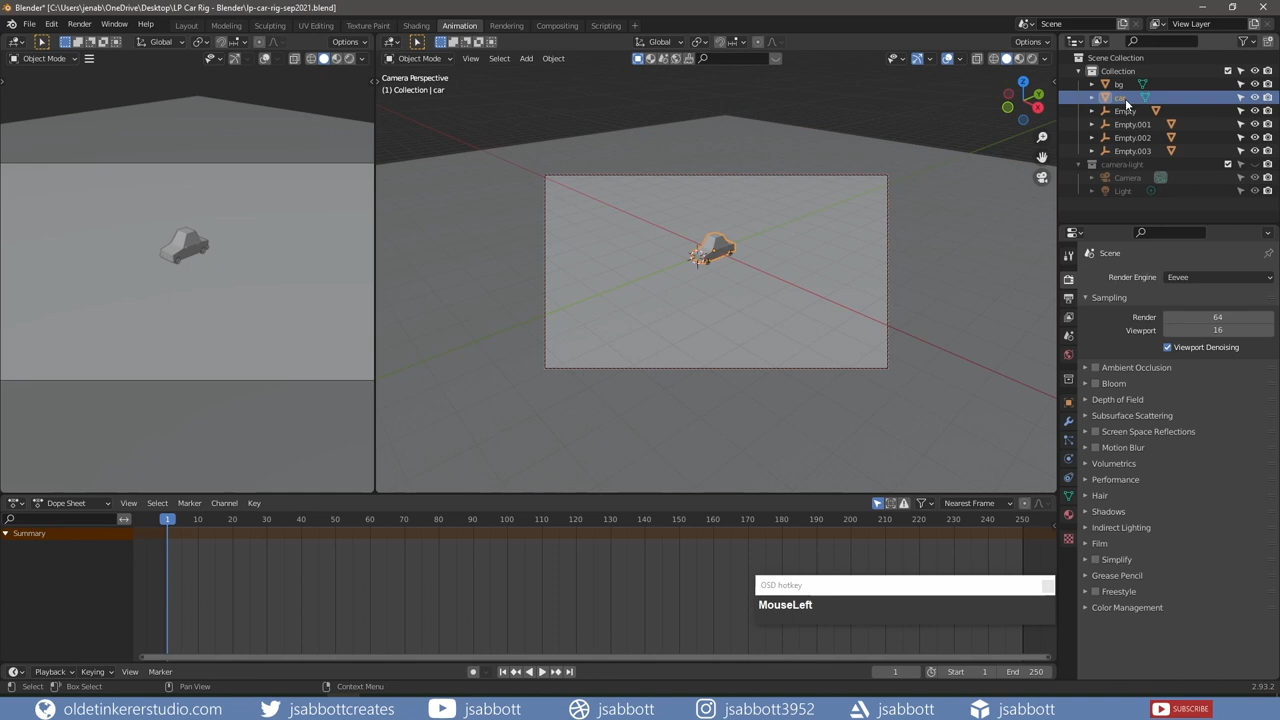 Blender* [C:\Users\jenab\OneDrive\Desktop\LP Car Rig\lp-car-rig-sep2021.blend]
File Edit Render Window Help Layout Modeling Sculpting UV Editing Texture Paint Shading Animation Rendering Compositing Scripting + Scene View Layer
Global Options Global Options
Object Mode Object Mode View Select Add Object
Camera Perspective
(1) Collection | car
Z Y X
Scene Collection
Collection
bg
car
Empty
Empty.001
Empty.002
Empty.003
camera-light
Camera
Light
Scene
Render Engine Eevee
Sampling
Render 64
Viewport 16
Viewport Denoising
Ambient Occlusion
Bloom
Depth of Field
Subsurface Scattering
Screen Space Reflections
Motion Blur
Volumetrics
Performance
Hair
Shadows
Indirect Lighting
Film
Simplify
Grease Pencil
Freestyle
Color Management
Dope Sheet View Select Marker Channel Key Nearest Frame
1 10 20 30 40 50 60 70 80 90 100 110 120 130 140 150 160 170 180 190 200 210 220 230 240 250
Summary
OSD hotkey
MouseLeft
Playback Keying View Marker 1 Start 1 End 250
Select Box Select Pan View Context Menu 2.93.2
oldetinkererstudio.com jsabbottcreates jsabbott jsabbott jsabbott3952 jsabbott jsabbott SUBSCRIBE